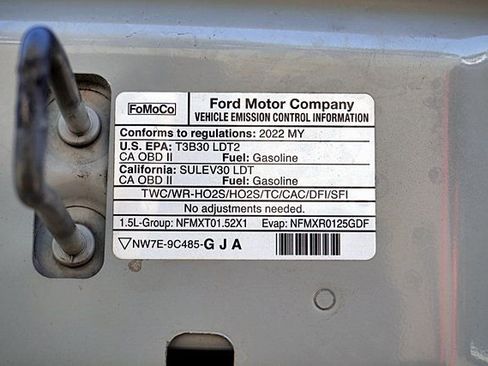 FoMoCo
Ford Motor Company
VEHICLE EMISSION CONTROL INFORMATION
Conforms to regulations: 2022 MY
U.S. EPA: T3B30 LDT2
CA OBD II Fuel: Gasoline
California: SULEV30 LDT
CA OBD II Fuel: Gasoline
TWC/WR-HO2S/HO2S/TC/CAC/DFI/SFI
No adjustments needed.
1.5L-Group: NFMXT01.52X1 Evap: NFMXR0125GDF
NW7E-9C485-GJA